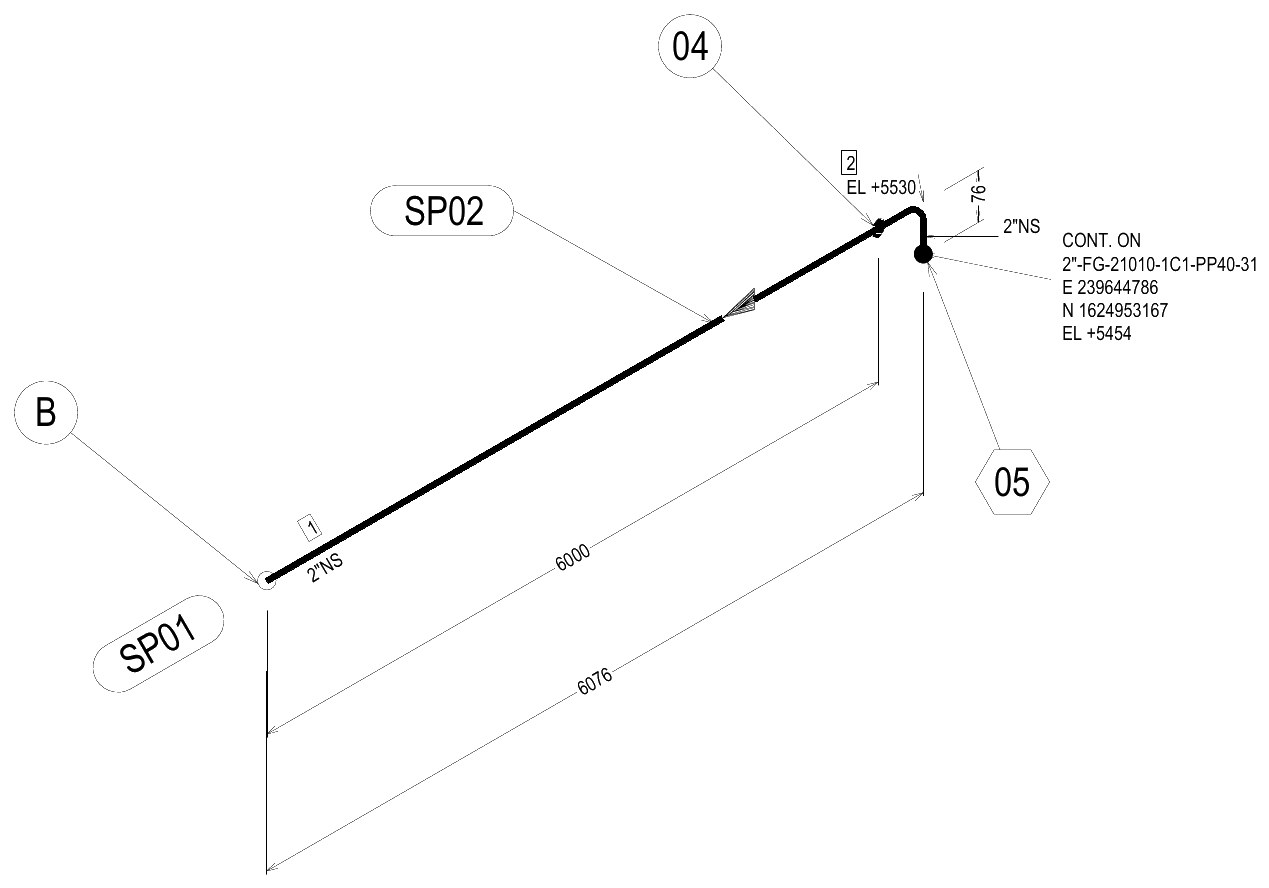 04
2
EL +5530
76
SP02
2"NS
CONT. ON
2"-FG-21010-1C1-PP40-31
E 239644786
N 1624953167
EL +5454
B
05
1
2"NS
6000
SP01
6076